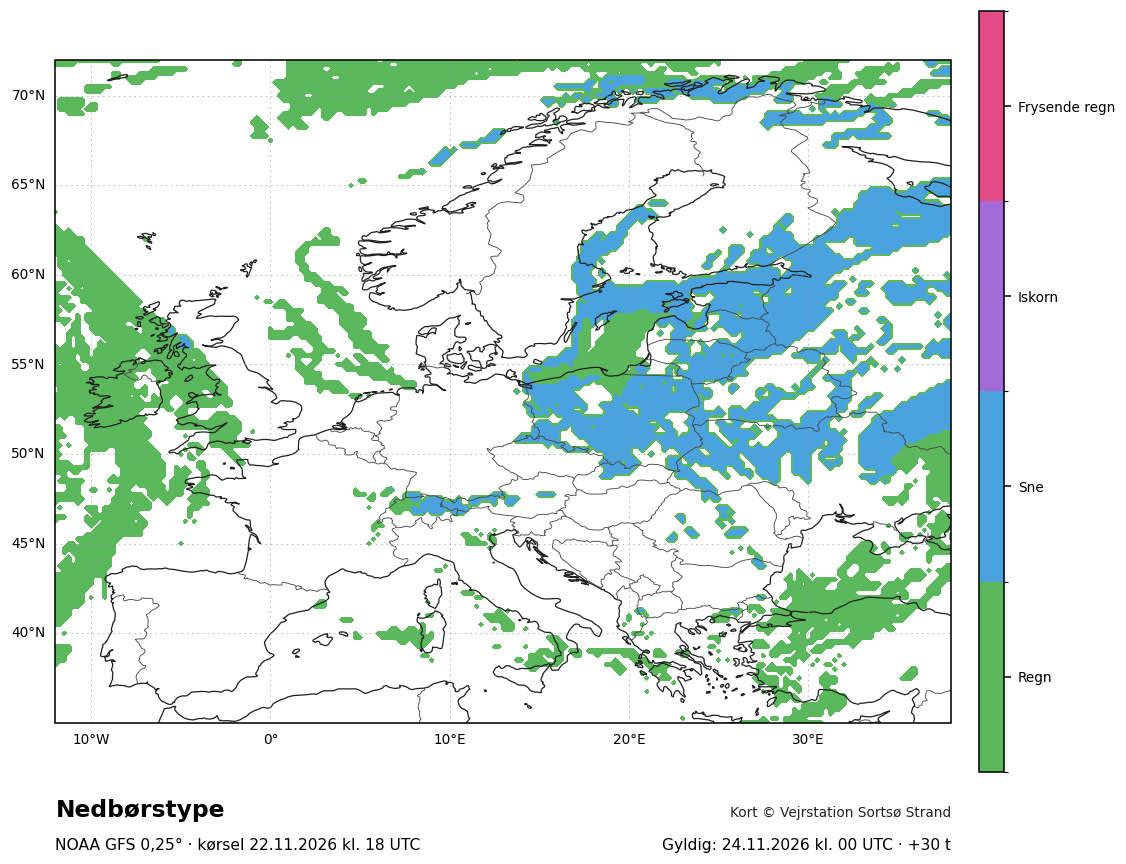 70°N
65°N
60°N
55°N
50°N
45°N
40°N
10°W
0°
10°E
20°E
30°E
Frysende regn
Iskorn
Sne
Regn
Nedbørstype
Kort © Vejrstation Sortsø Strand
NOAA GFS 0,25° · kørsel 22.11.2026 kl. 18 UTC
Gyldig: 24.11.2026 kl. 00 UTC · +30 t